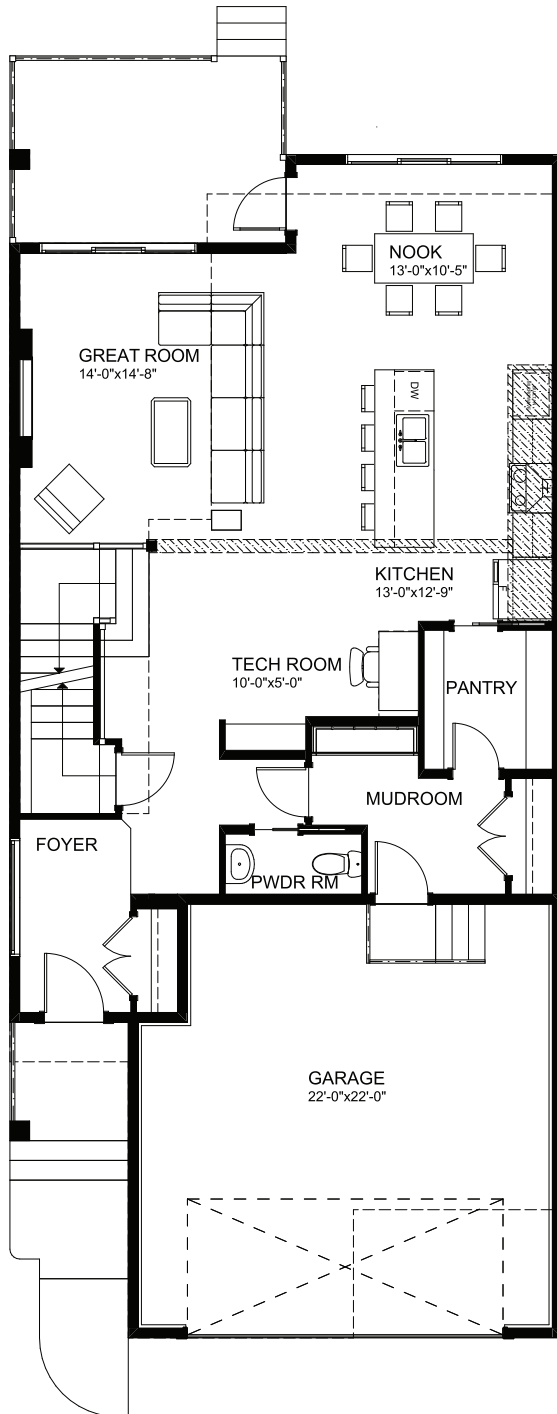 NOOK
13'-0"x10'-5"
GREAT ROOM
14'-0"x14'-8"
DW
KITCHEN
13'-0"x12'-9"
TECH ROOM
10'-0"x5'-0"
PANTRY
MUDROOM
FOYER
PWDR RM
GARAGE
22'-0"x22'-0"